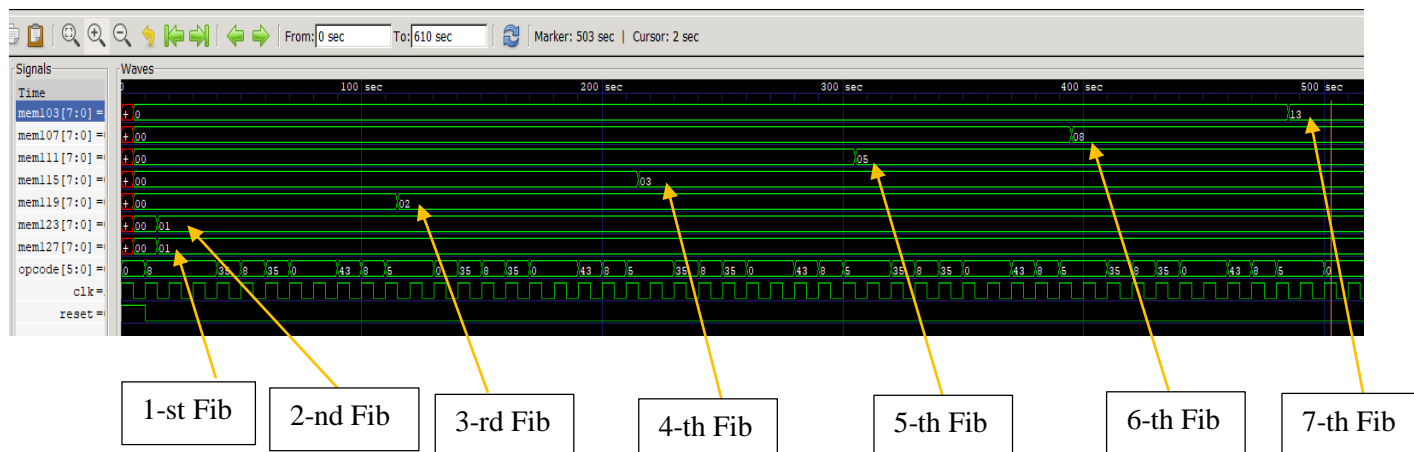 From: 0 sec To: 610 sec Marker: 503 sec | Cursor: 2 sec
Signals Waves
Time 100 sec 200 sec 300 sec 400 sec 500 sec
mem103[7:0] = + 0 13
mem107[7:0] = + 00 08
mem111[7:0] = + 00 05
mem115[7:0] = + 00 03
mem119[7:0] = + 00 02
mem123[7:0] = + 00 01
mem127[7:0] = + 00 01
opcode[5:0] = 0 8 35 8 35 0 43 8 5 0 35 8 35 0 43 8 5 35 8 35 0 43 8 5 35 8 35 0 43 8 5 35 8 35 0 43 8 5 0
clk=
reset =
1-st Fib 2-nd Fib 3-rd Fib 4-th Fib 5-th Fib 6-th Fib 7-th Fib